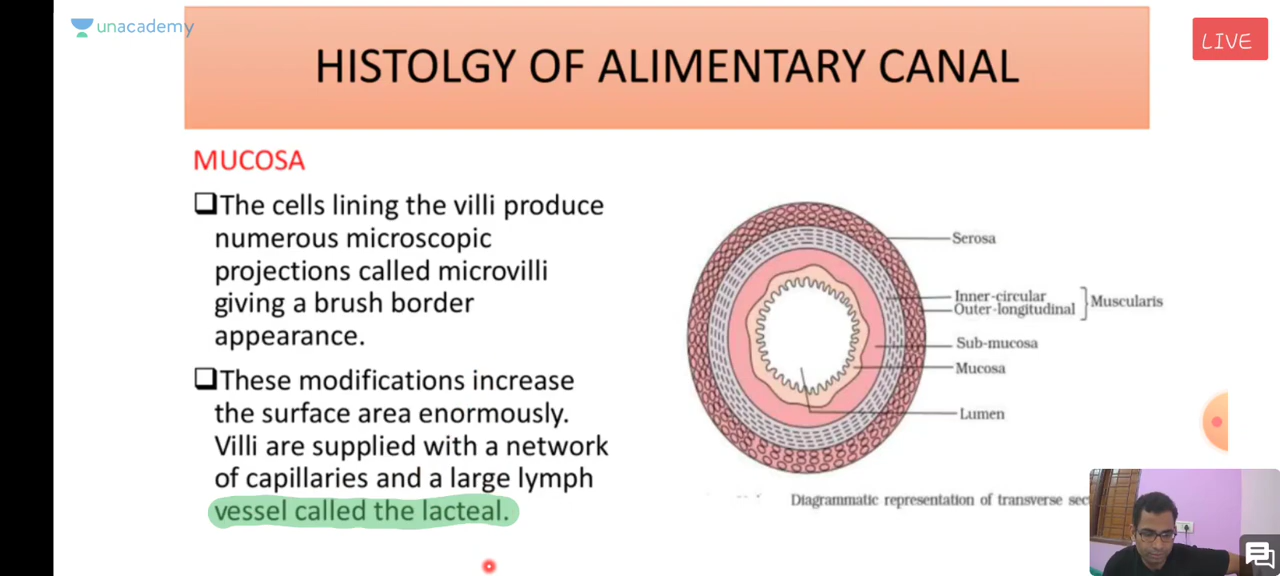 unacademy
LIVE
HISTOLGY OF ALIMENTARY CANAL
MUCOSA
The cells lining the villi produce
numerous microscopic
projections called microvilli
giving a brush border
appearance.
These modifications increase
the surface area enormously.
Villi are supplied with a network
of capillaries and a large lymph
vessel called the lacteal.
Serosa
Inner-circular
Outer-longitudinal
Muscularis
Sub-mucosa
Mucosa
Lumen
Diagrammatic representation of transverse sec